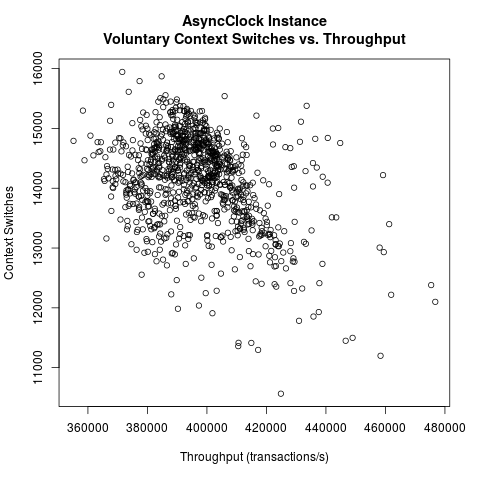 AsyncClock Instance
Voluntary Context Switches vs. Throughput
Context Switches
16000
15000
14000
13000
12000
11000
360000 380000 400000 420000 440000 460000 480000
Throughput (transactions/s)